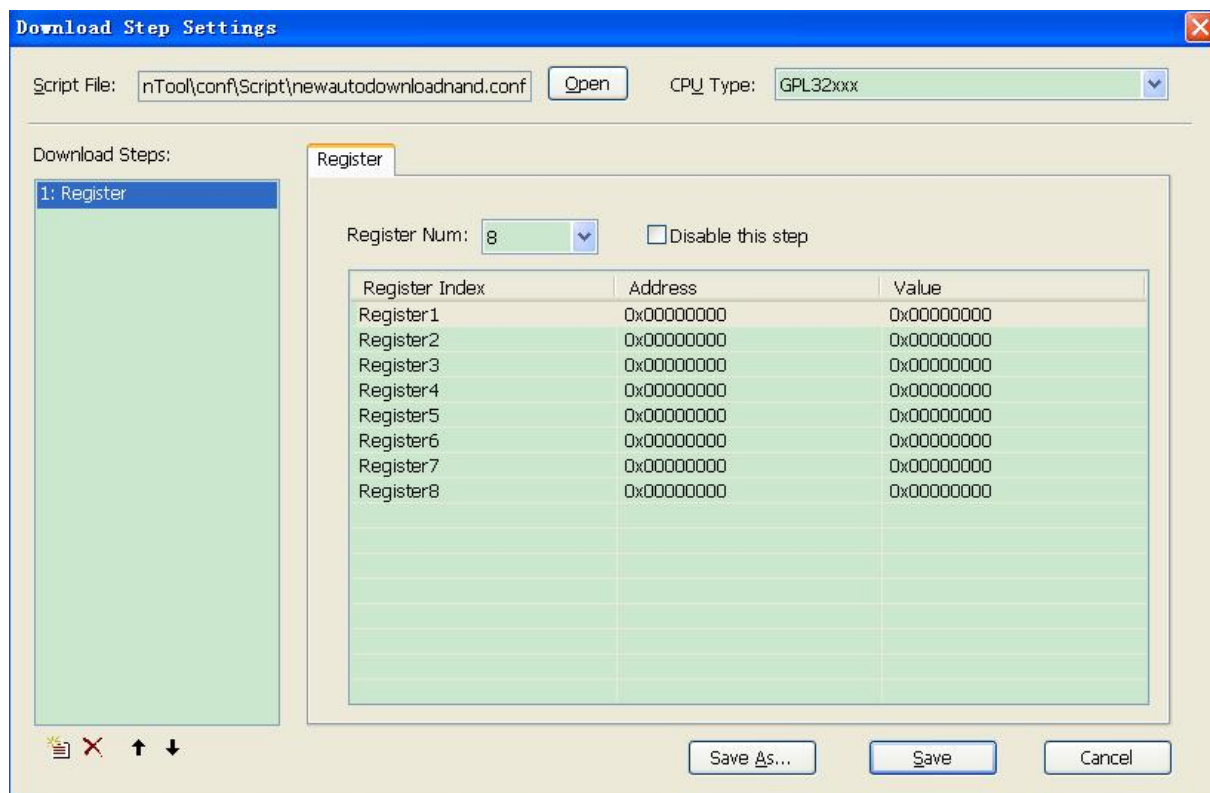 Download Step Settings
Script File: nTool\conf\Script\newautodownloadnand.conf Open CPU Type: GPL32xxx
Download Steps:
Register
1: Register
Register Num: 8 Disable this step
Register Index Address Value
Register1 0x00000000 0x00000000
Register2 0x00000000 0x00000000
Register3 0x00000000 0x00000000
Register4 0x00000000 0x00000000
Register5 0x00000000 0x00000000
Register6 0x00000000 0x00000000
Register7 0x00000000 0x00000000
Register8 0x00000000 0x00000000
Save As... Save Cancel